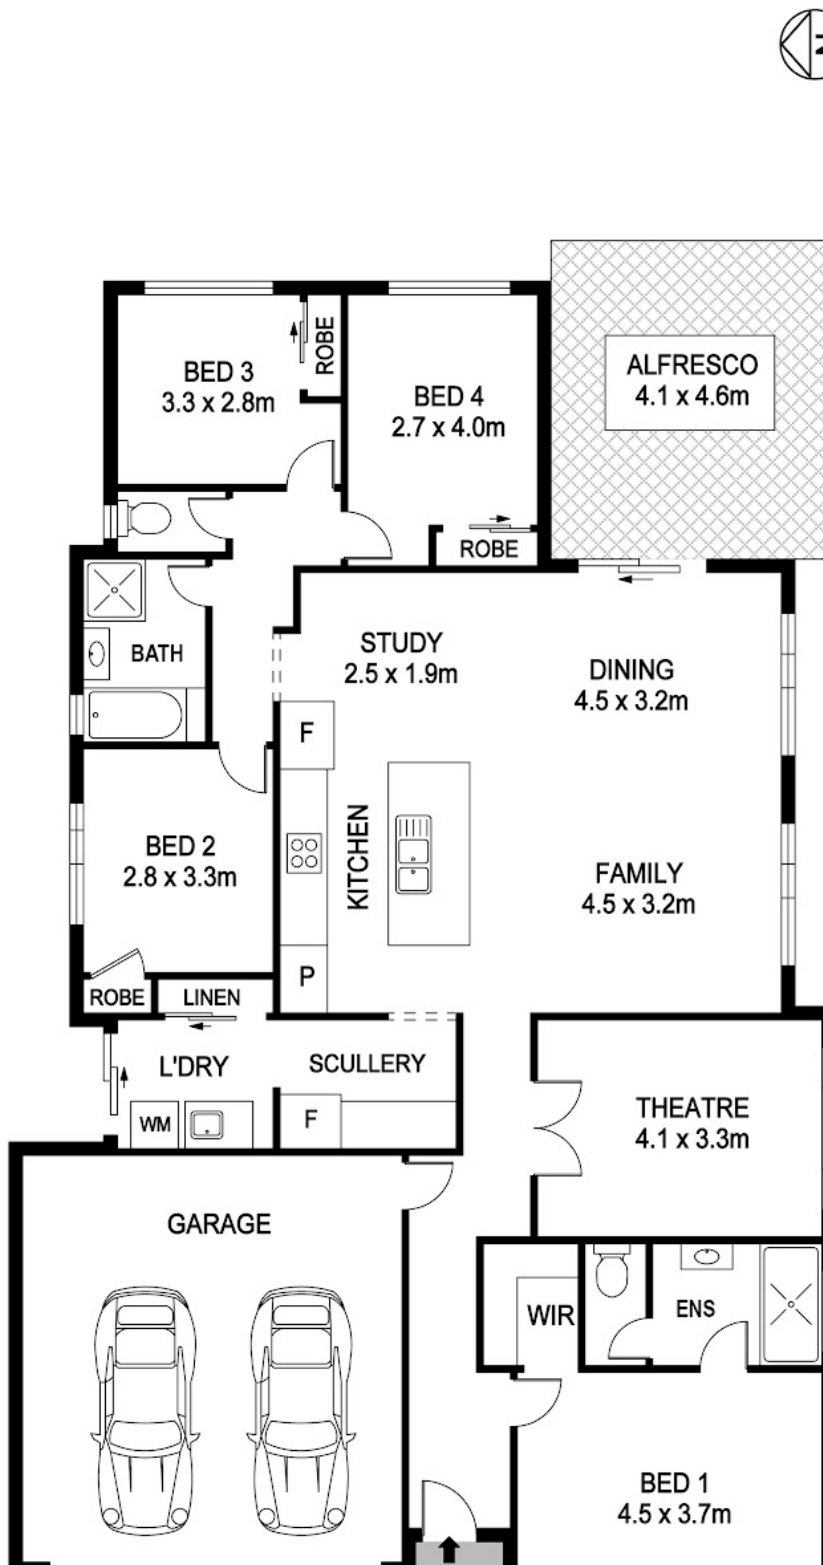 N
BED 3
3.3 x 2.8m
ROBE
BED 4
2.7 x 4.0m
ALFRESCO
4.1 x 4.6m
ROBE
BATH
STUDY
2.5 x 1.9m
DINING
4.5 x 3.2m
F
BED 2
2.8 x 3.3m
KITCHEN
FAMILY
4.5 x 3.2m
P
ROBE
LINEN
L'DRY
SCULLERY
WM
F
THEATRE
4.1 x 3.3m
GARAGE
WIR
ENS
BED 1
4.5 x 3.7m